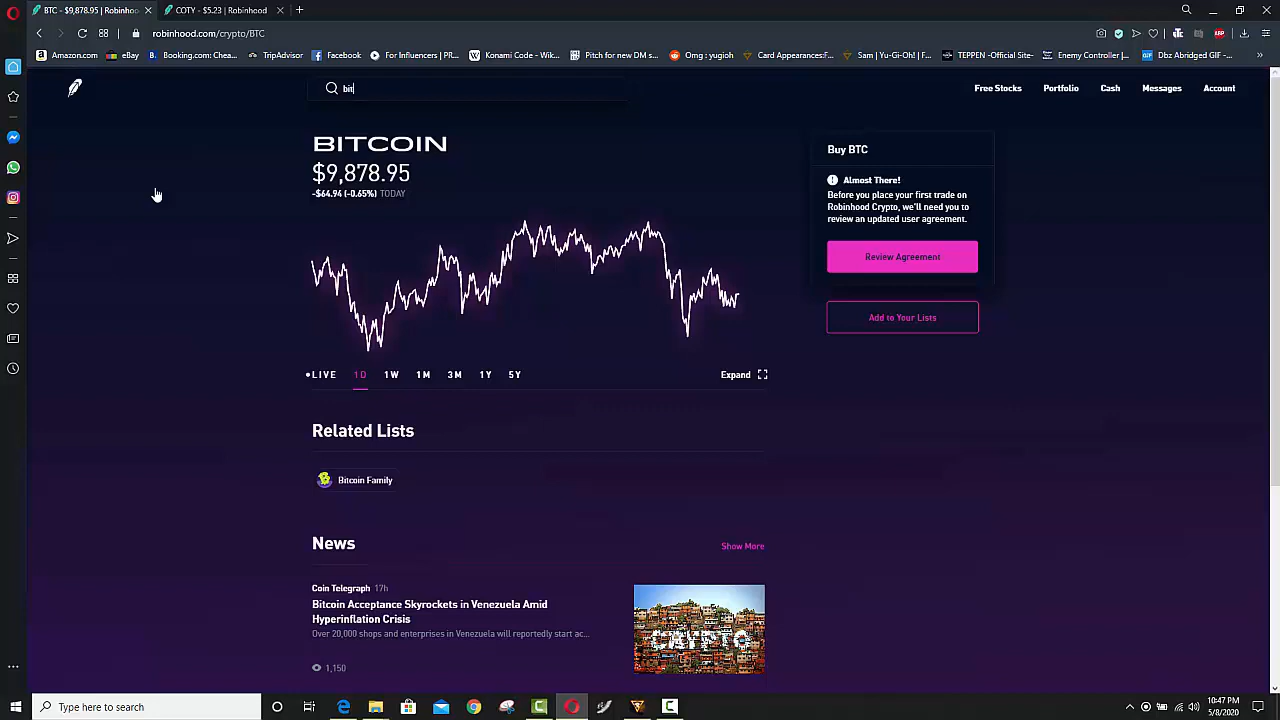 BTC - $9,878.95 | Robinhoo
COTY - $5.23 | Robinhood
robinhood.com/crypto/BTC
Amazon.com
eBay
Booking.com: Chea...
TripAdvisor
Facebook
For Influencers | PR...
Konami Code - Wik...
Pitch for new DM s...
Omg : yugioh
Card Appearances:F...
Sam | Yu-Gi-Oh! | F...
TEPPEN -Official Site-
Enemy Controller |...
Dbz Abridged GIF -...
bit
Free Stocks
Portfolio
Cash
Messages
Account
BITCOIN
$9,878.95
-$64.94 (-0.65%) TODAY
Buy BTC
Almost There!
Before you place your first trade on
Robinhood Crypto, we'll need you to
review an updated user agreement.
Review Agreement
Add to Your Lists
LIVE
1D
1W
1M
3M
1Y
5Y
Expand
Related Lists
Bitcoin Family
News
Show More
Coin Telegraph 17h
Bitcoin Acceptance Skyrockets in Venezuela Amid
Hyperinflation Crisis
Over 20,000 shops and enterprises in Venezuela will reportedly start ac...
1,150
Type here to search
10:47 PM
5/8/2020